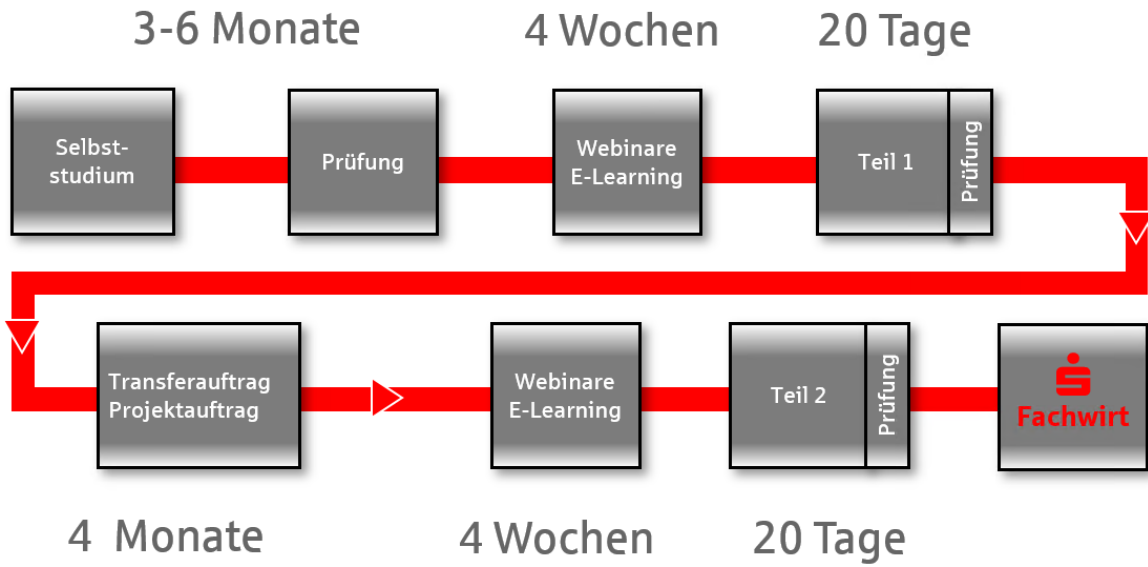 3-6 Monate
4 Wochen
20 Tage
Selbst-
studium
Prüfung
Webinare
E-Learning
Teil 1
Prüfung
Transferauftrag
Projektauftrag
Webinare
E-Learning
Teil 2
Prüfung
Fachwirt
4 Monate
4 Wochen
20 Tage